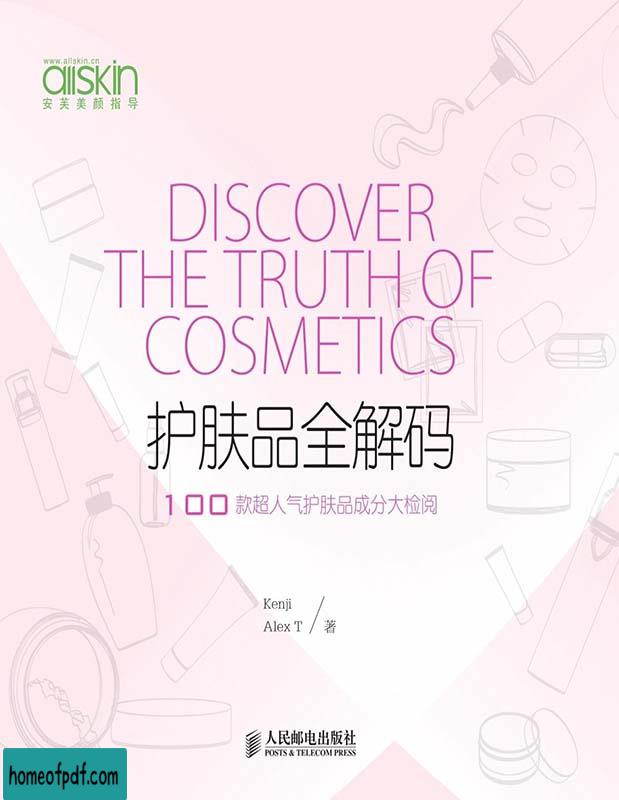 www.allskin.cn
allskin
安芙美颜指导
DISCOVER
THE TRUTH OF
COSMETICS
护肤品全解码
100款超人气护肤品成分大检阅
Kenji
Alex T / 著
人民邮电出版社
POSTS & TELECOM PRESS
homeofpdf.com